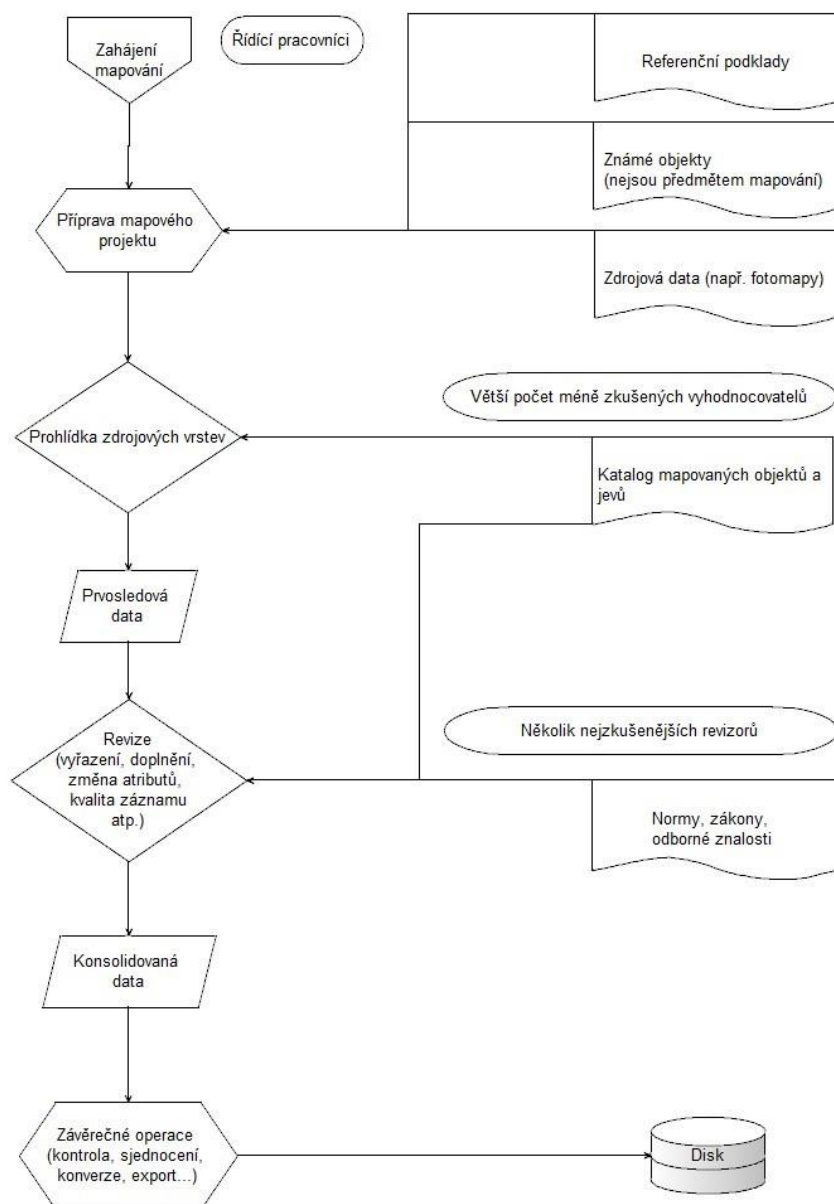 Zahájení
mapování
Řídící pracovníci
Referenční podklady
Známé objekty
(nejsou předmětem mapování)
Příprava mapového
projektu
Zdrojová data (např. fotomapy)
Větší počet méně zkušených vyhodnocovatelů
Prohlídka zdrojových vrstev
Katalog mapovaných objektů a
jevů
Prvosledová
data
Několik nejzkušenějších revizorů
Revize
(vyřazení, doplnění,
změna atributů,
kvalita záznamu
atp.)
Normy, zákony,
odborné znalosti
Konsolidovaná
data
Závěrečné operace
(kontrola, sjednocení,
konverze, export...)
Disk